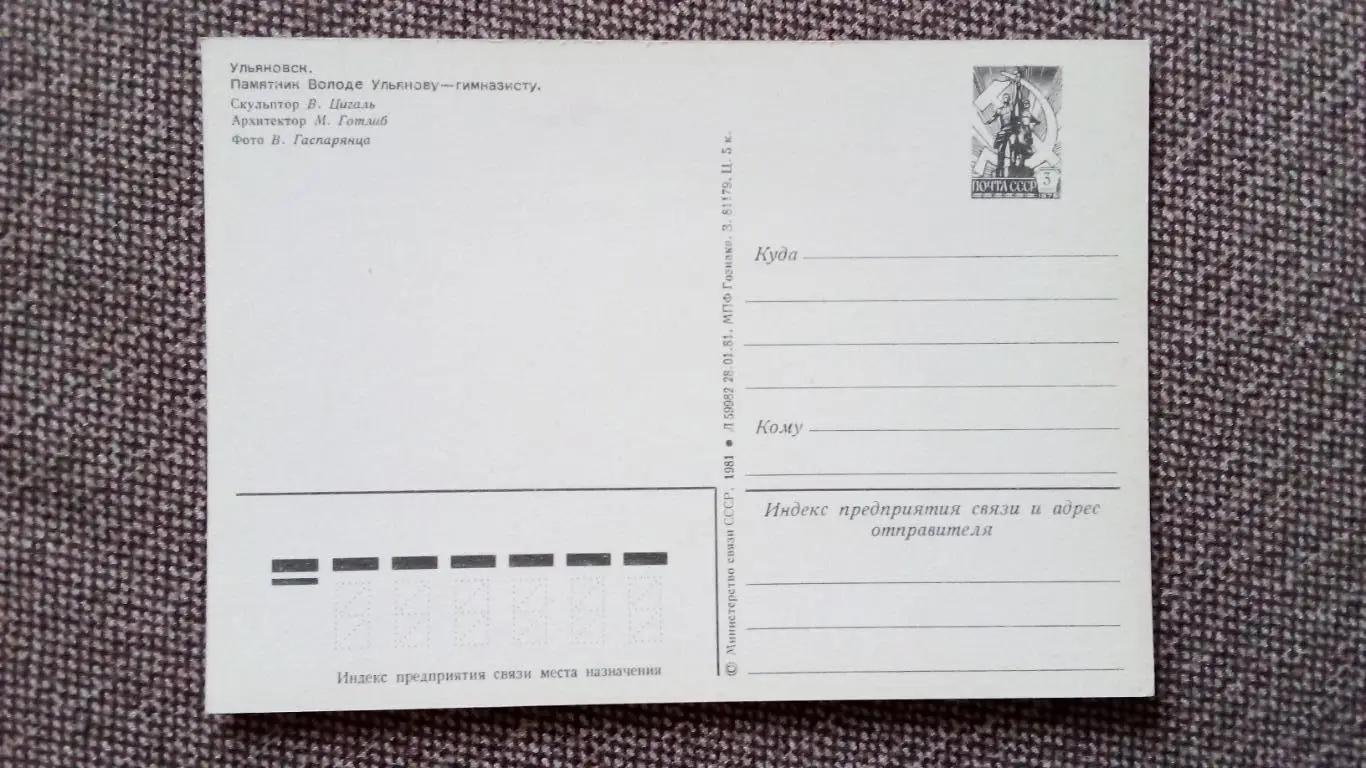 Ульяновск.
Памятник Володе Ульянову—гимназисту.
Скульптор В. Цигаль
Архитектор М. Готлиб
Фото В. Гаспарянца
ПОЧТА СССР 3
Куда
Кому
Индекс предприятия связи и адрес
отправителя
Индекс предприятия связи места назначения
© Министерство связи СССР, 1981 • Л 59982 28.01.81. МПФ Гознака. З. 81179. Ц. 5 к.